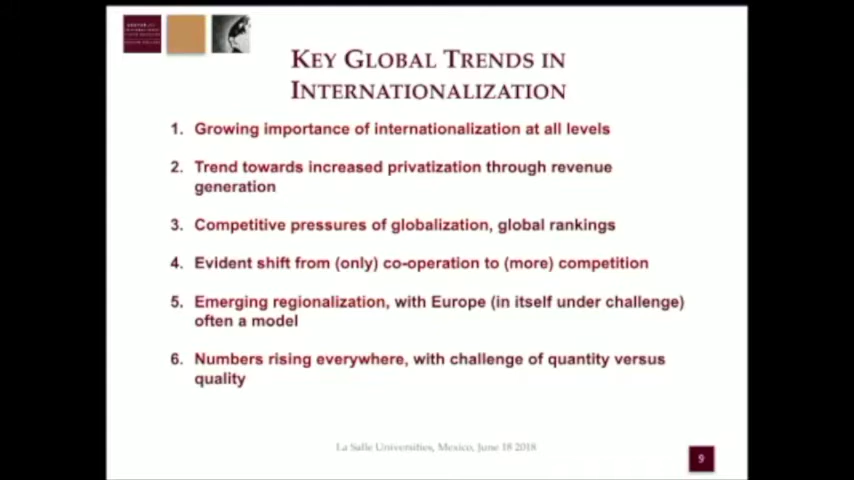 KEY GLOBAL TRENDS IN
INTERNATIONALIZATION
1. Growing importance of internationalization at all levels
2. Trend towards increased privatization through revenue
generation
3. Competitive pressures of globalization, global rankings
4. Evident shift from (only) co-operation to (more) competition
5. Emerging regionalization, with Europe (in itself under challenge)
often a model
6. Numbers rising everywhere, with challenge of quantity versus
quality
La Salle Universities, Mexico, June 18 2018
9